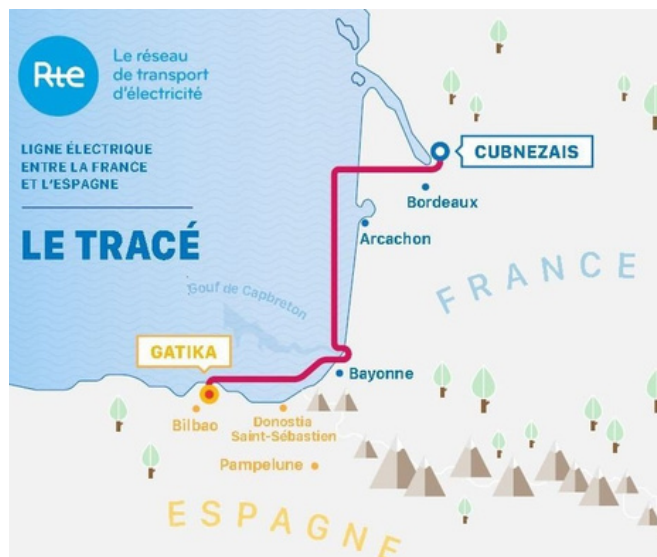 Rte
Le réseau
de transport
d'électricité
LIGNE ÉLECTRIQUE
ENTRE LA FRANCE
ET L'ESPAGNE
LE TRACÉ
CUBNEZAIS
Bordeaux
Arcachon
FRANCE
Gouf de Capbreton
GATIKA
Bayonne
Bilbao
Donostia
Saint-Sébastien
Pampelune
ESPAGNE